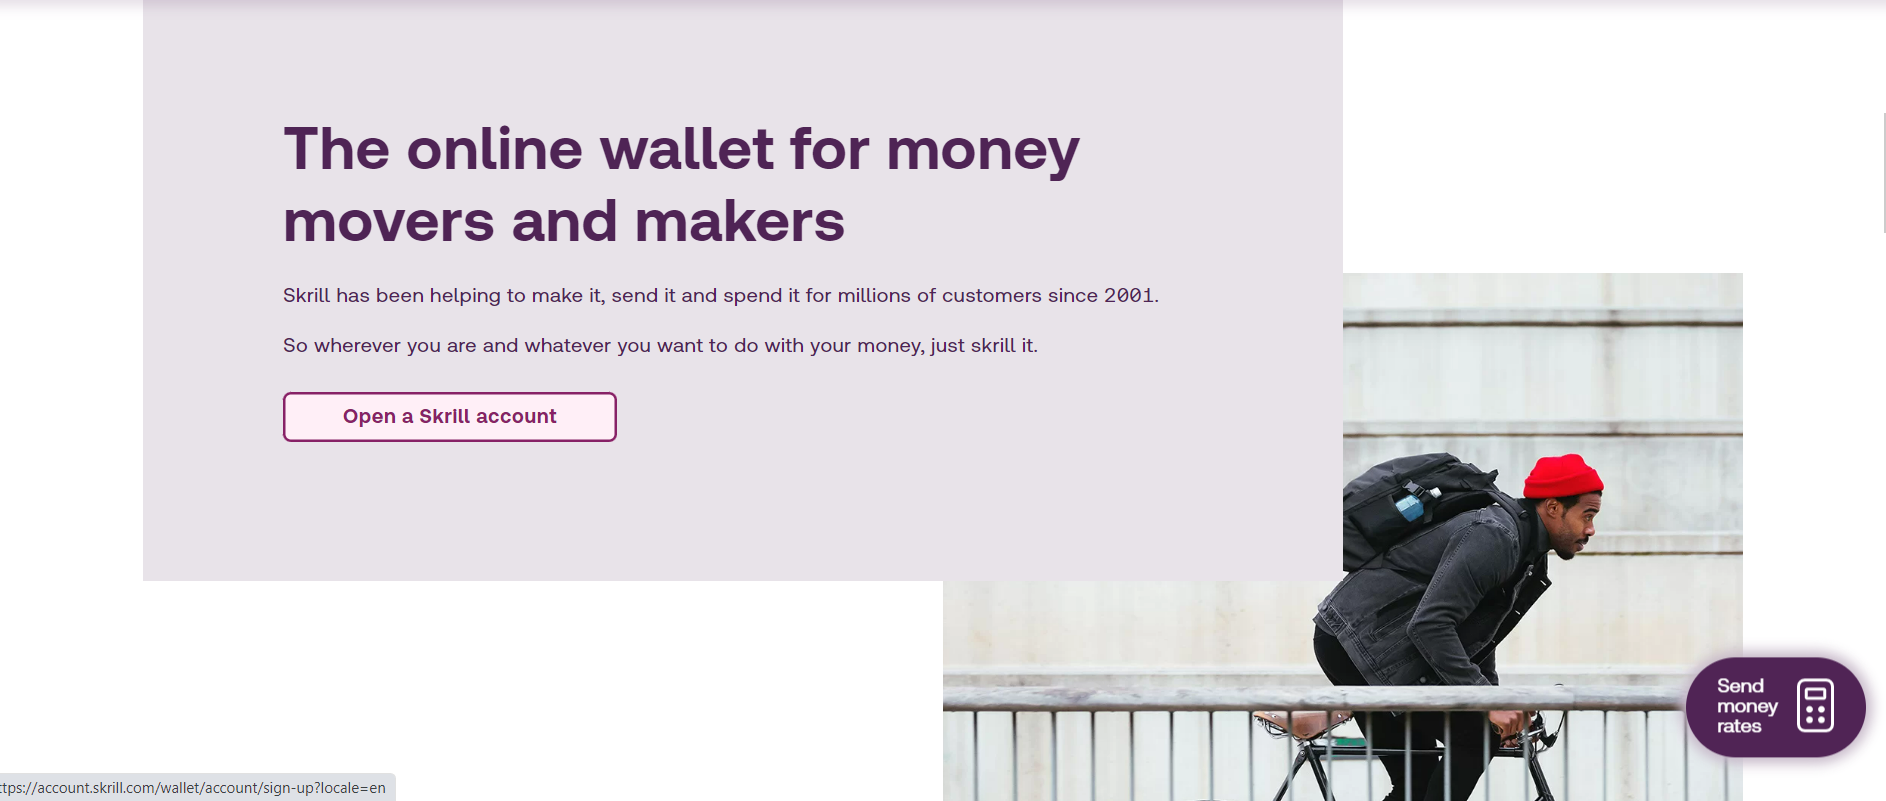 The online wallet for money
movers and makers
Skrill has been helping to make it, send it and spend it for millions of customers since 2001.
So wherever you are and whatever you want to do with your money, just skrill it.
Open a Skrill account
Send
money
rates
ttps://account.skrill.com/wallet/account/sign-up?locale=en